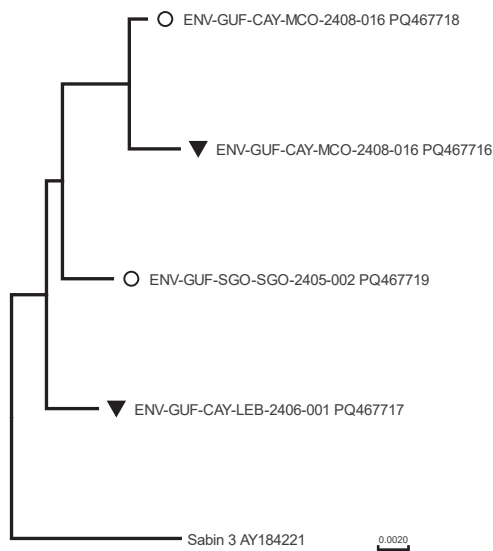 ENV-GUF-CAY-MCO-2408-016 PQ467718
ENV-GUF-CAY-MCO-2408-016 PQ467716
ENV-GUF-SGO-SGO-2405-002 PQ467719
ENV-GUF-CAY-LEB-2406-001 PQ467717
Sabin 3 AY184221
0.0020